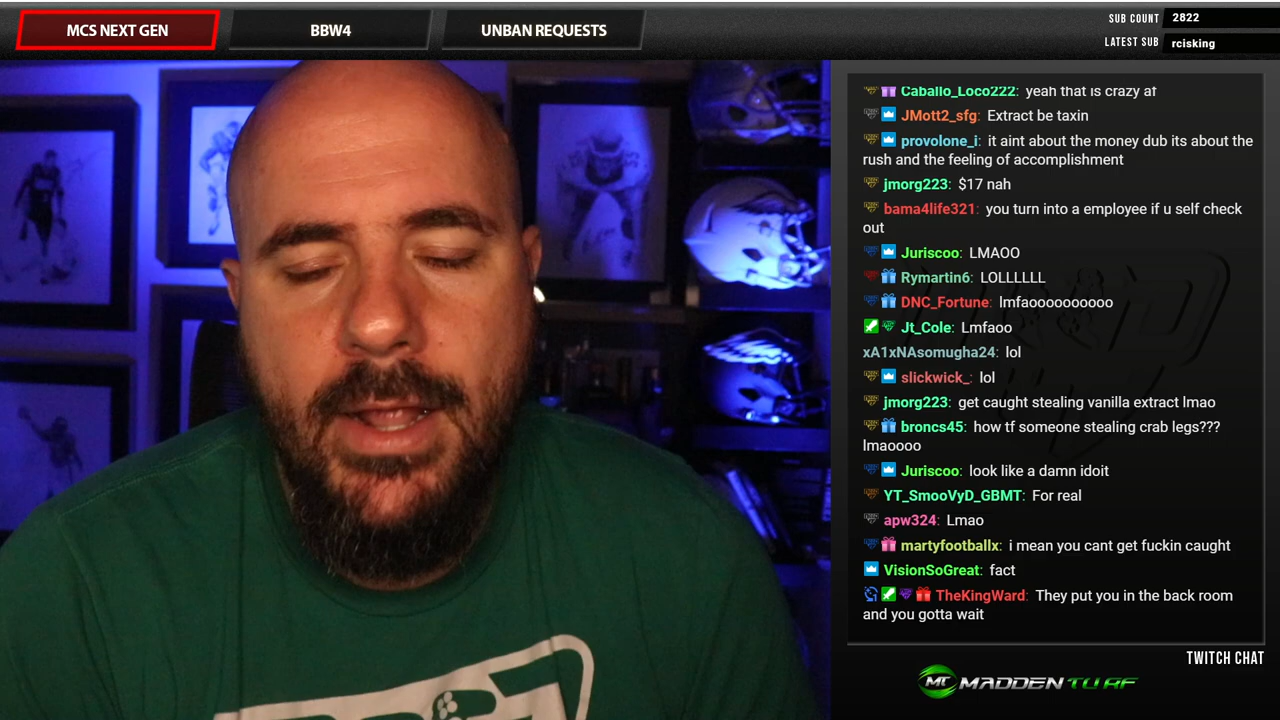 MCS NEXT GEN
BBW4
UNBAN REQUESTS
SUB COUNT 2822
LATEST SUB rcisking
Caballo_Loco222: yeah that is crazy af
JMott2_sfg: Extract be taxin
provolone_i: it aint about the money dub its about the
rush and the feeling of accomplishment
jmorg223: $17 nah
bama4life321: you turn into a employee if u self check
out
Juriscoo: LMAOO
Rymartin6: LOLLLLLL
DNC_Fortune: lmfaoooooooooo
Jt_Cole: Lmfaoo
xA1xNAsomugha24: lol
slickwick_: lol
jmorg223: get caught stealing vanilla extract lmao
broncs45: how tf someone stealing crab legs???
lmaoooo
Juriscoo: look like a damn idoit
YT_SmooVyD_GBMT: For real
apw324: Lmao
martyfootballx: i mean you cant get fuckin caught
VisionSoGreat: fact
TheKingWard: They put you in the back room
and you gotta wait
TWITCH CHAT
MT MADDEN TURF